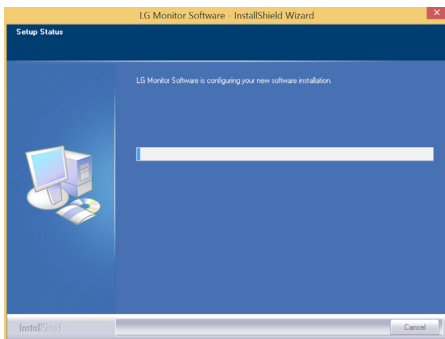 LG Monitor Software - InstallShield Wizard
Setup Status
LG Monitor Software is configuring your new software installation.
InstallShield
Cancel